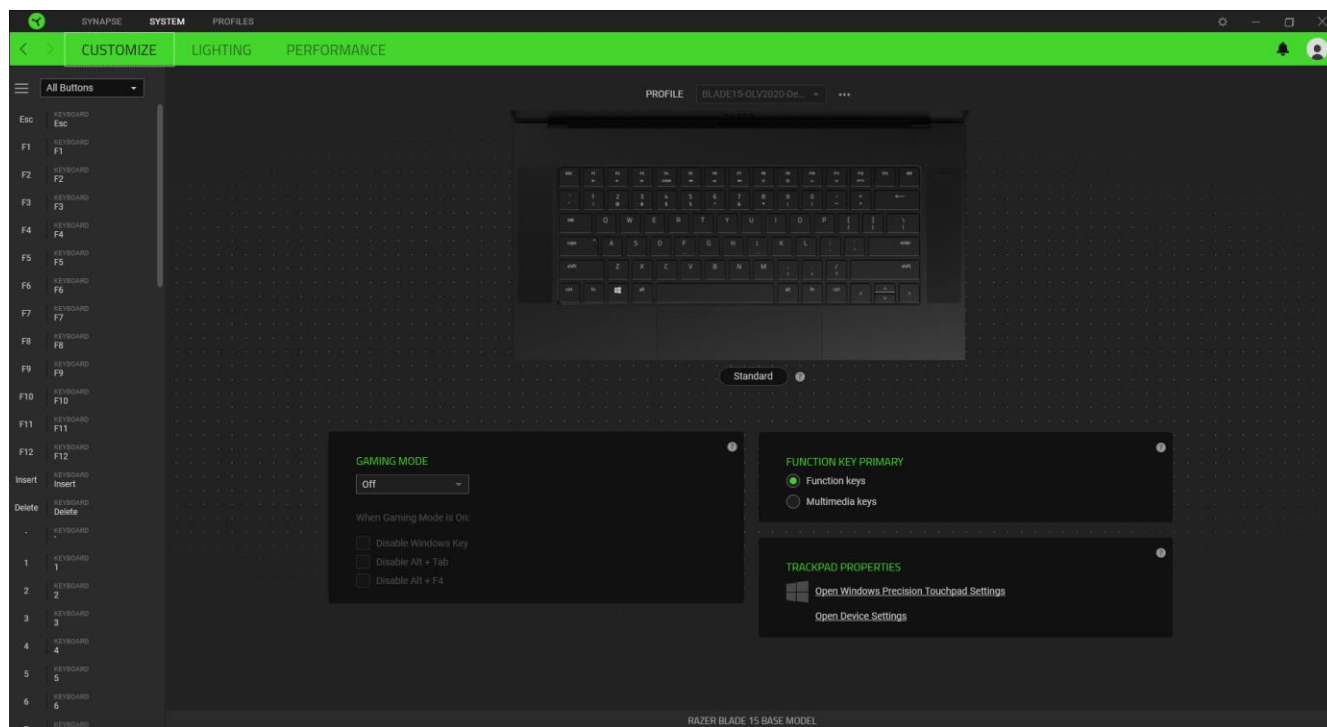 SYNAPSE SYSTEM PROFILES
CUSTOMIZE LIGHTING PERFORMANCE
All Buttons
PROFILE BLADE15-OLV2020-De...
Esc KEYBOARD
Esc
F1 KEYBOARD
F1
F2 KEYBOARD
F2
F3 KEYBOARD
F3
F4 KEYBOARD
F4
F5 KEYBOARD
F5
F6 KEYBOARD
F6
F7 KEYBOARD
F7
F8 KEYBOARD
F8
F9 KEYBOARD
F9
F10 KEYBOARD
F10
F11 KEYBOARD
F11
F12 KEYBOARD
F12
Insert KEYBOARD
Insert
Delete KEYBOARD
Delete
` KEYBOARD
`
1 KEYBOARD
1
2 KEYBOARD
2
3 KEYBOARD
3
4 KEYBOARD
4
5 KEYBOARD
5
6 KEYBOARD
6
KEYBOARD
Q W E R T Y U I O P
A S D F G H J K L
Z X C V B N M
Standard
GAMING MODE
Off
When Gaming Mode is On:
Disable Windows Key
Disable Alt + Tab
Disable Alt + F4
FUNCTION KEY PRIMARY
Function keys
Multimedia keys
TRACKPAD PROPERTIES
Open Windows Precision Touchpad Settings
Open Device Settings
RAZER BLADE 15 BASE MODEL